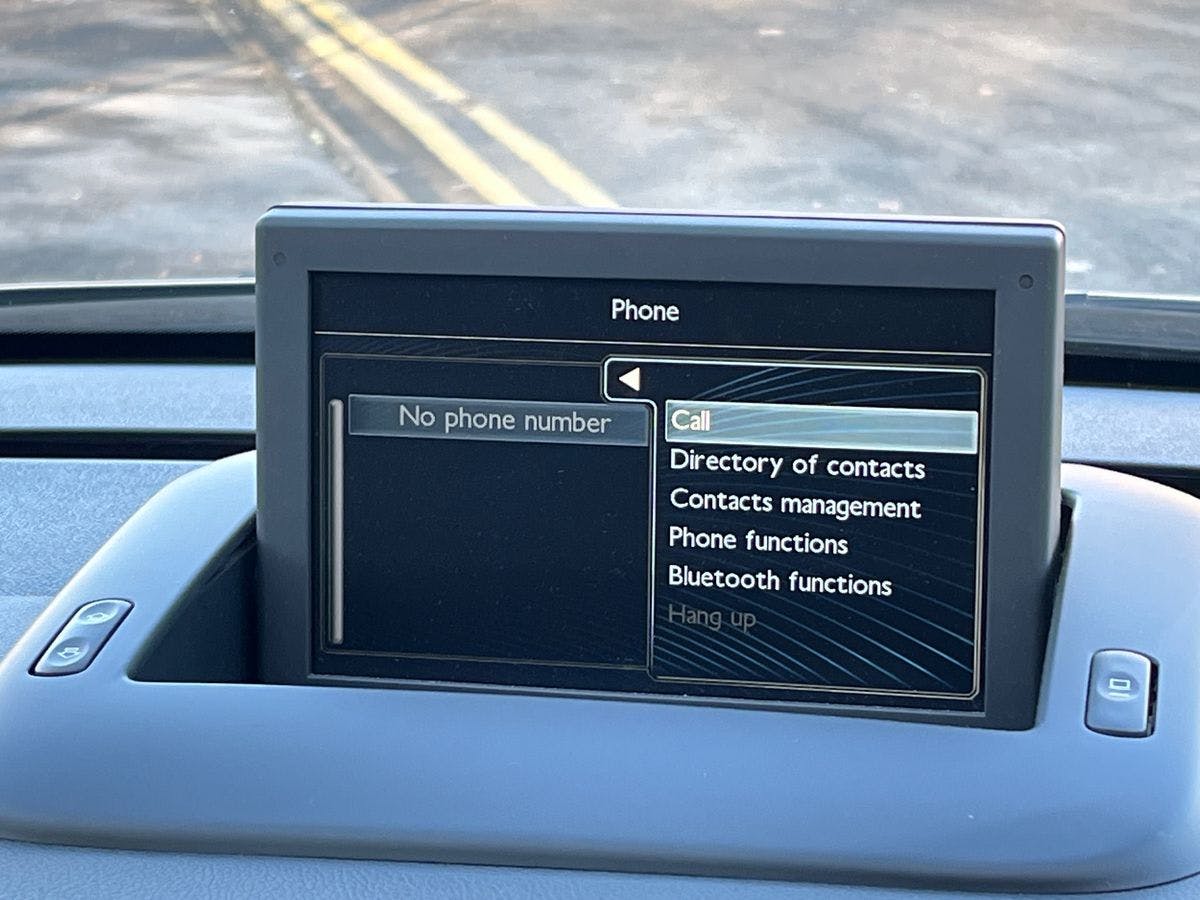 Phone
No phone number
Call
Directory of contacts
Contacts management
Phone functions
Bluetooth functions
Hang up